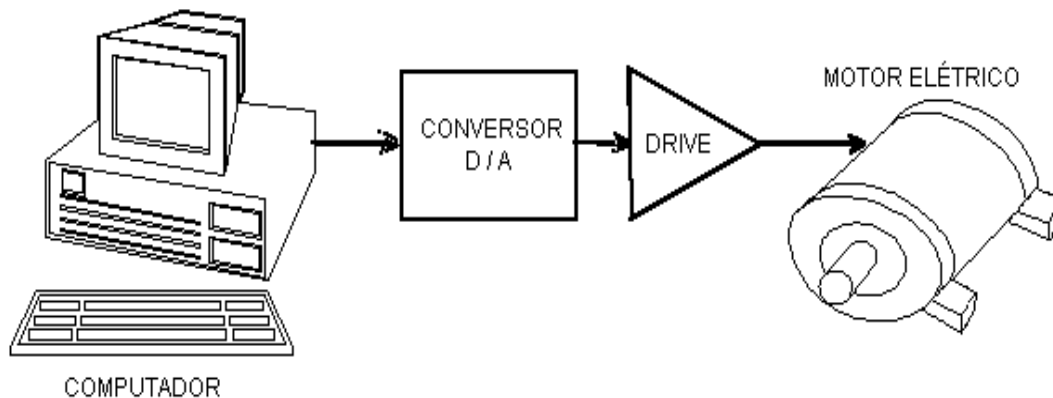 MOTOR ELÉTRICO
CONVERSOR
D / A
DRIVE
COMPUTADOR